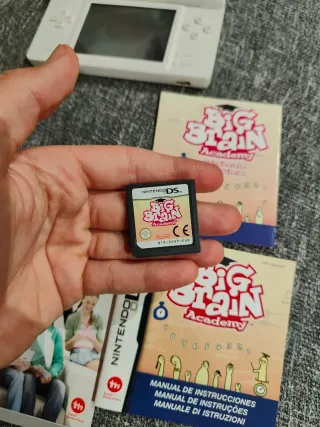 BIG
BRAIN
Academy
NINTENDO DS
BIG
BRAIN
CE
BIG
BRAIN
Academy
NINTENDO D
MANUAL DE INSTRUCCIONES
MANUAL DE INSTRUÇÕES
MANUALE DI ISTRUZIONI